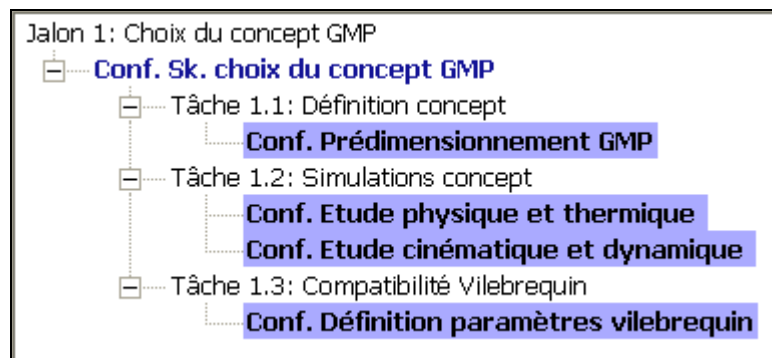 Jalon 1: Choix du concept GMP
Conf. Sk. choix du concept GMP
Tâche 1.1: Définition concept
Conf. Prédimensionnement GMP
Tâche 1.2: Simulations concept
Conf. Etude physique et thermique
Conf. Etude cinématique et dynamique
Tâche 1.3: Compatibilité Vilebrequin
Conf. Définition paramètres vilebrequin